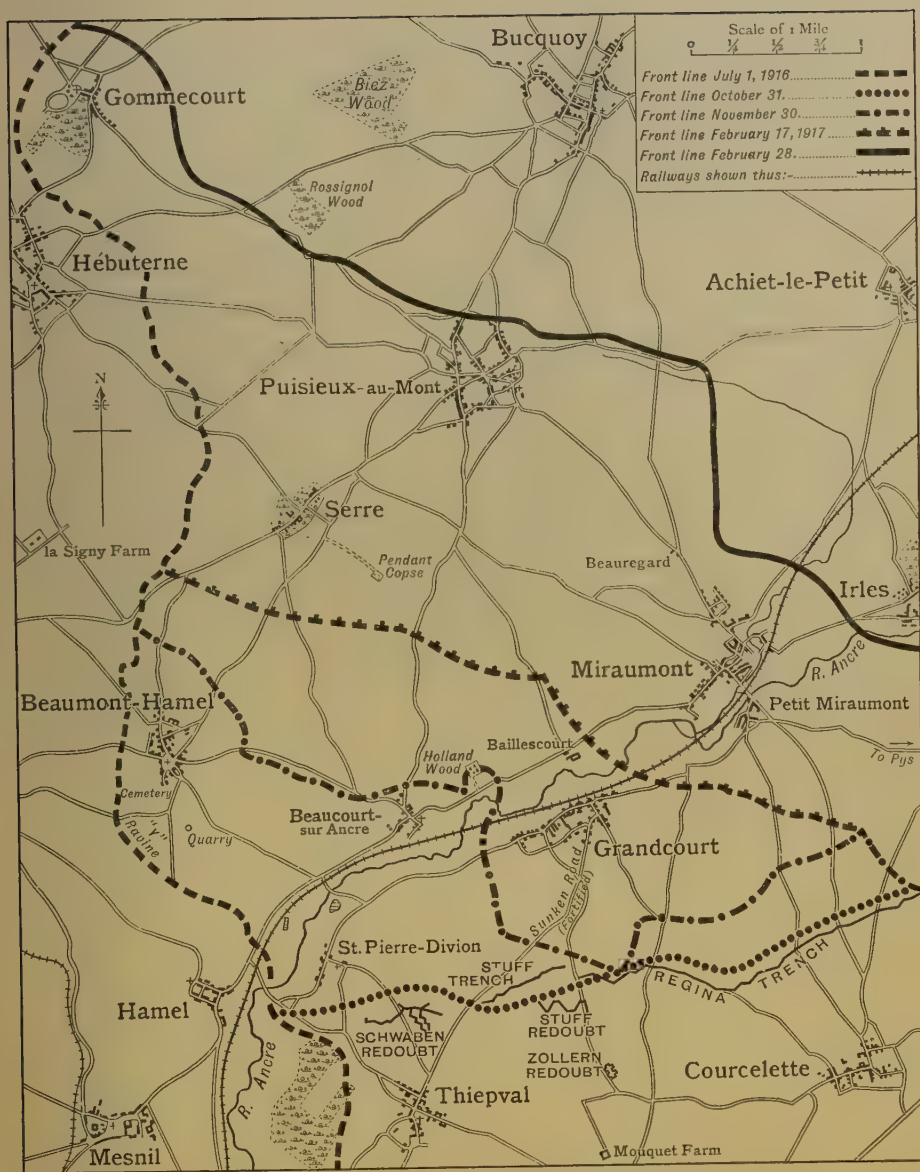 Scale of 1 Mile
0 1/4 1/2 3/4 1
Front line July 1, 1916
Front line October 31.
Front line November 30.
Front line February 17, 1917
Front line February 28.
Railways shown thus:-
Bucquoy
Gommecourt
Biez
Wood
Rossignol
Wood
Hébuterne
Achiet-le-Petit
Puisieux-au-Mont
N
Serre
la Signy Farm
Pendant
Copse
Beauregard
Irles
Miraumont
R. Ancre
Beaumont-Hamel
Petit Miraumont
Baillescourt
Holland
Wood
To Pys
Cemetery
Beaucourt-
sur Ancre
"Y"
Ravine
Quarry
Grandcourt
Sunken Road
(Fortified)
St. Pierre-Divion
STUFF
TRENCH
REGINA TRENCH
Hamel
SCHWABEN
REDOUBT
STUFF
REDOUBT
ZOLLERN
REDOUBT
Courcelette
R. Ancre
Thiepval
Mesnil
Mouquet Farm